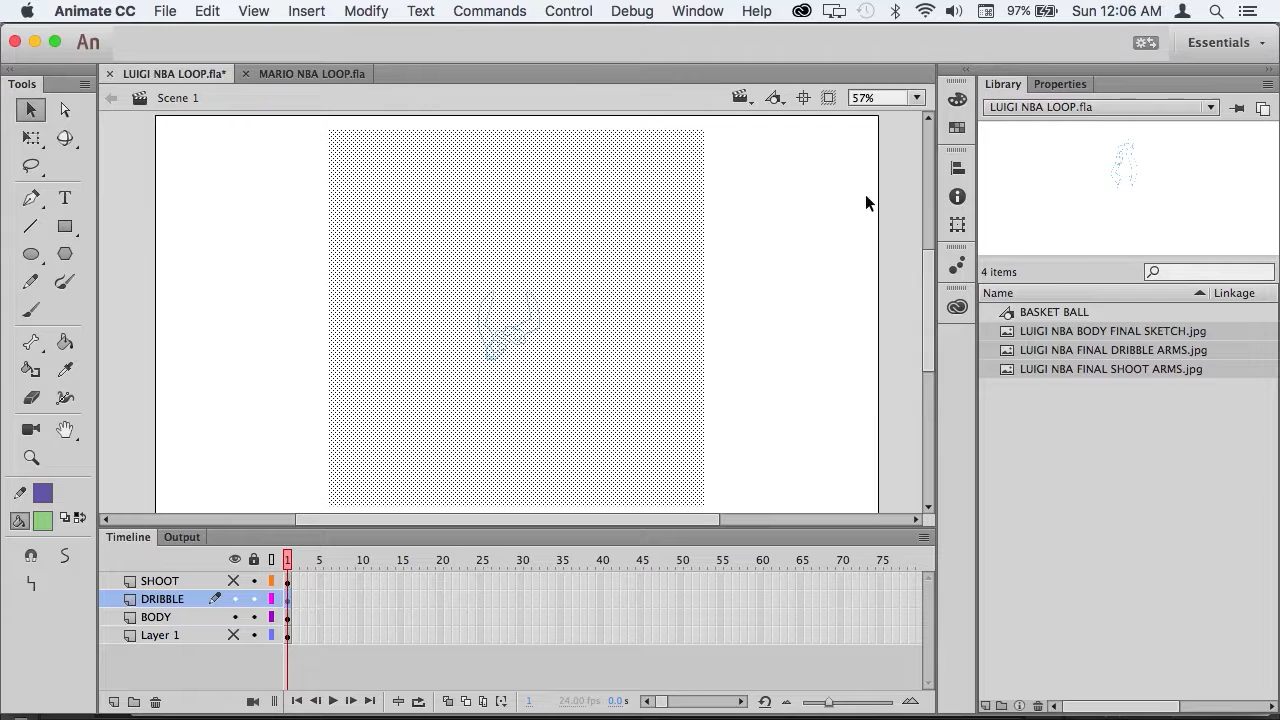 Animate CC File Edit View Insert Modify Text Commands Control Debug Window Help 97% Sun 12:06 AM
An Essentials
Tools
LUIGI NBA LOOP.fla* MARIO NBA LOOP.fla
Library Properties
Scene 1 57%
LUIGI NBA LOOP.fla
4 items
Name Linkage
BASKET BALL
LUIGI NBA BODY FINAL SKETCH.jpg
LUIGI NBA FINAL DRIBBLE ARMS.jpg
LUIGI NBA FINAL SHOOT ARMS.jpg
Timeline Output
1 5 10 15 20 25 30 35 40 45 50 55 60 65 70 75
SHOOT
DRIBBLE
BODY
Layer 1
1 24.00 fps 0.0 s